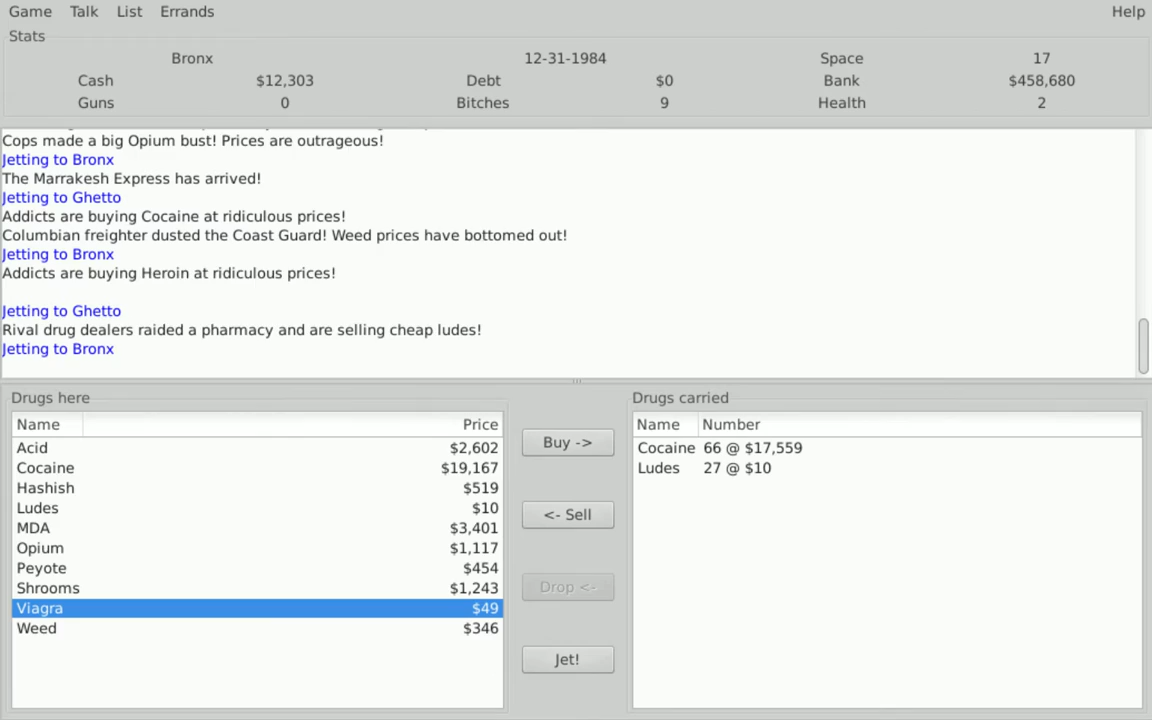 Game Talk List Errands Help
Stats
Bronx 12-31-1984 Space 17
Cash $12,303 Debt $0 Bank $458,680
Guns 0 Bitches 9 Health 2
Cops made a big Opium bust! Prices are outrageous!
Jetting to Bronx
The Marrakesh Express has arrived!
Jetting to Ghetto
Addicts are buying Cocaine at ridiculous prices!
Columbian freighter dusted the Coast Guard! Weed prices have bottomed out!
Jetting to Bronx
Addicts are buying Heroin at ridiculous prices!
Jetting to Ghetto
Rival drug dealers raided a pharmacy and are selling cheap ludes!
Jetting to Bronx
Drugs here
Name Price
Acid $2,602
Cocaine $19,167
Hashish $519
Ludes $10
MDA $3,401
Opium $1,117
Peyote $454
Shrooms $1,243
Viagra $49
Weed $346
Buy ->
<- Sell
Drop <-
Jet!
Drugs carried
Name Number
Cocaine 66 @ $17,559
Ludes 27 @ $10